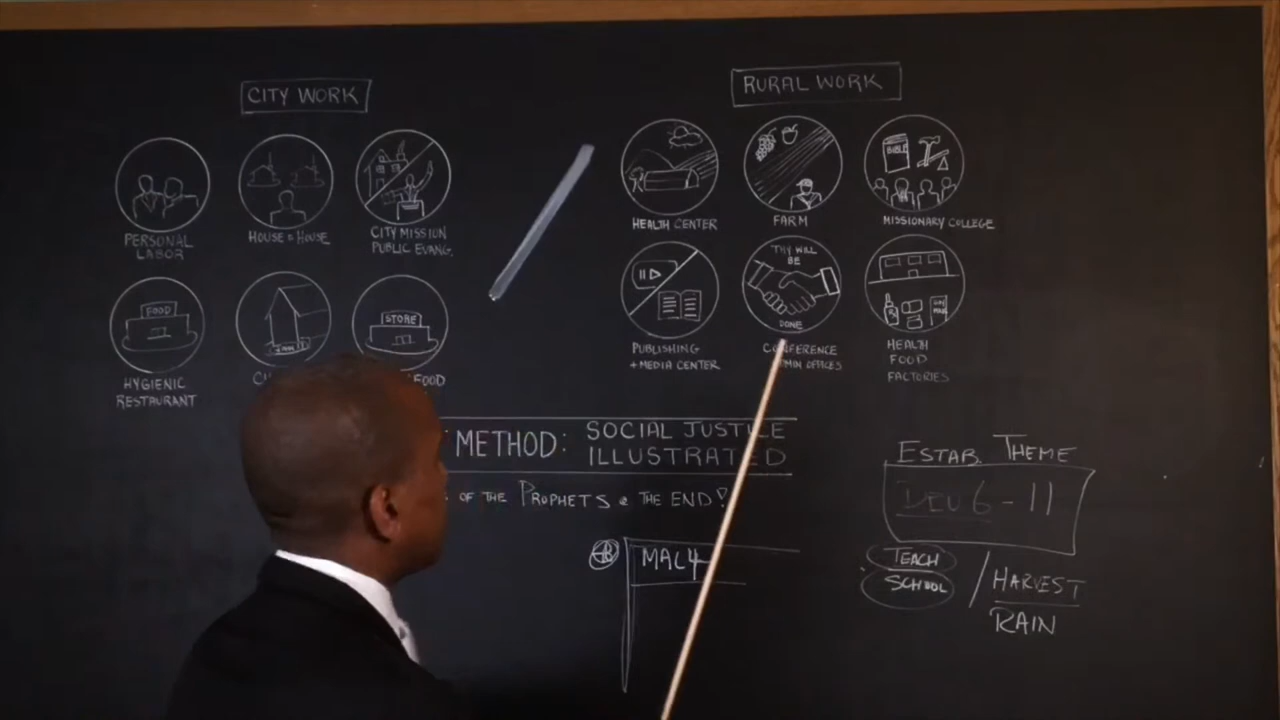 CITY WORK
PERSONAL
LABOR
HOUSE 2 HOUSE
CITY MISSION
PUBLIC EVANG.
FOOD
HYGIENIC
RESTAURANT
STORE
FOOD
RURAL WORK
HEALTH CENTER
FARM
BIBLE
MISSIONARY COLLEGE
PUBLISHING
+ MEDIA CENTER
THY WILL
BE
DONE
CONFERENCE
OFFICES
HEALTH
FOOD
FACTORIES
METHOD: SOCIAL JUSTICE
ILLUSTRATED
OF THE PROPHETS @ THE END!
MAL 4
ESTAB. THEME
DEU 6 - 11
TEACH
SCHOOL
/ HARVEST
RAIN